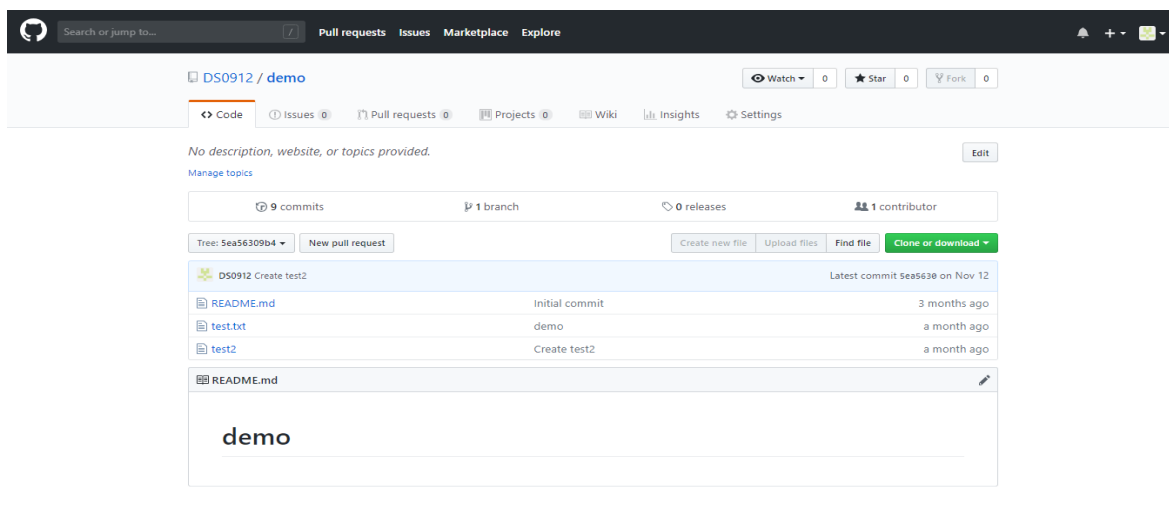 Search or jump to... / Pull requests Issues Marketplace Explore
DS0912 / demo Watch 0 Star 0 Fork 0
Code Issues 0 Pull requests 0 Projects 0 Wiki Insights Settings
No description, website, or topics provided. Edit
Manage topics
9 commits 1 branch 0 releases 1 contributor
Tree: 5ea56309b4 New pull request Create new file Upload files Find file Clone or download
DS0912 Create test2 Latest commit 5ea5630 on Nov 12
README.md Initial commit 3 months ago
test.txt demo a month ago
test2 Create test2 a month ago
README.md
demo